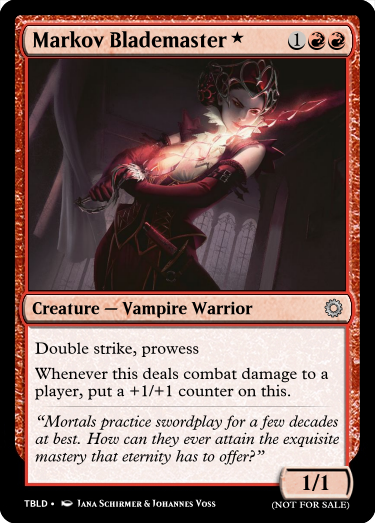 Markov Blademaster ★ 1
Creature — Vampire Warrior
Double strike, prowess
Whenever this deals combat damage to a
player, put a +1/+1 counter on this.
“Mortals practice swordplay for a few decades
at best. How can they ever attain the exquisite
mastery that eternity has to offer?”
1/1
TBLD • Jana Schirmer & Johannes Voss (NOT FOR SALE)